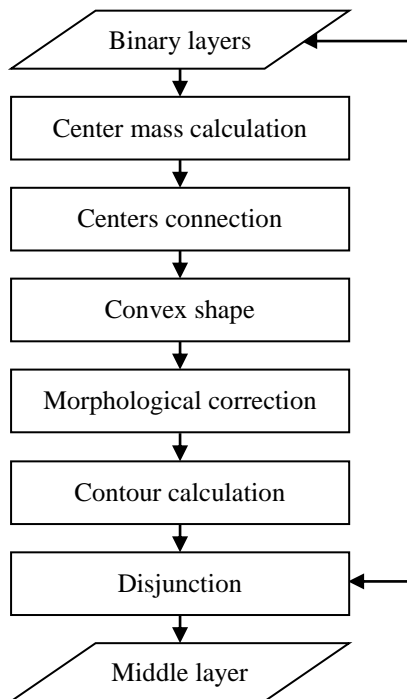 Binary layers
Center mass calculation
Centers connection
Convex shape
Morphological correction
Contour calculation
Disjunction
Middle layer